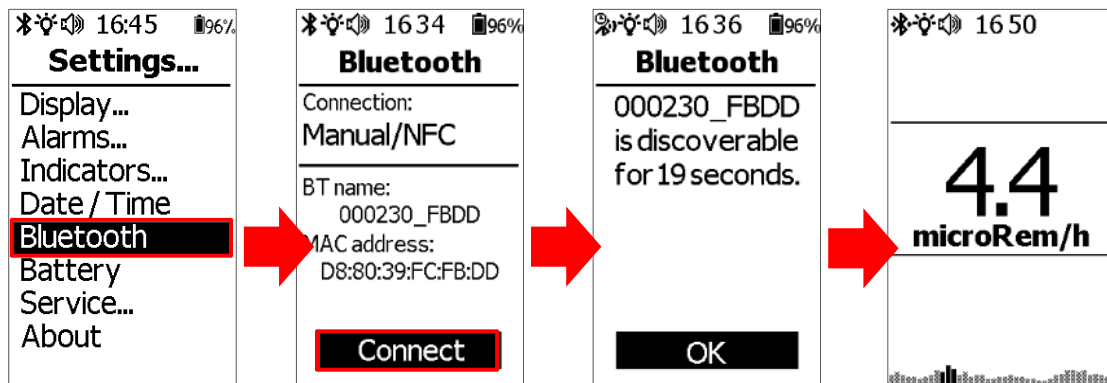 16:45 96%
Settings...
Display...
Alarms...
Indicators...
Date / Time
Bluetooth
Battery
Service...
About
16 34 96%
Bluetooth
Connection:
Manual/NFC
BT name:
000230_FBDD
MAC address:
D8:80:39:FC:FB:DD
Connect
16 36 96%
Bluetooth
000230_FBDD
is discoverable
for 19 seconds.
OK
16 50
4.4
microRem/h